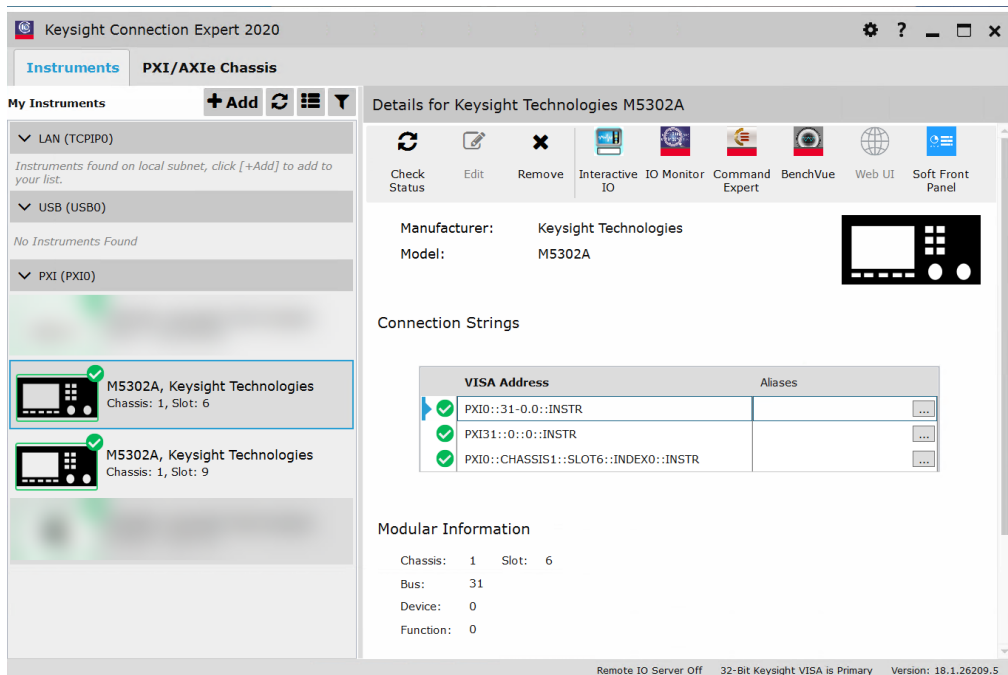 Keysight Connection Expert 2020
?
Instruments PXI/AXIe Chassis
My Instruments
Add
LAN (TCPIP0)
Instruments found on local subnet, click [+Add] to add to
your list.
USB (USB0)
No Instruments Found
PXI (PXI0)
M5302A, Keysight Technologies
Chassis: 1, Slot: 6
M5302A, Keysight Technologies
Chassis: 1, Slot: 9
Details for Keysight Technologies M5302A
Check
Status
Edit
Remove
Interactive
IO
IO Monitor
Command
Expert
BenchVue
Web UI
Soft Front
Panel
Manufacturer: Keysight Technologies
Model: M5302A
Connection Strings
VISA Address Aliases
PXI0::31-0.0::INSTR ...
PXI31::0::0::INSTR ...
PXI0::CHASSIS1::SLOT6::INDEX0::INSTR ...
Modular Information
Chassis: 1 Slot: 6
Bus: 31
Device: 0
Function: 0
Remote IO Server Off 32-Bit Keysight VISA is Primary Version: 18.1.26209.5